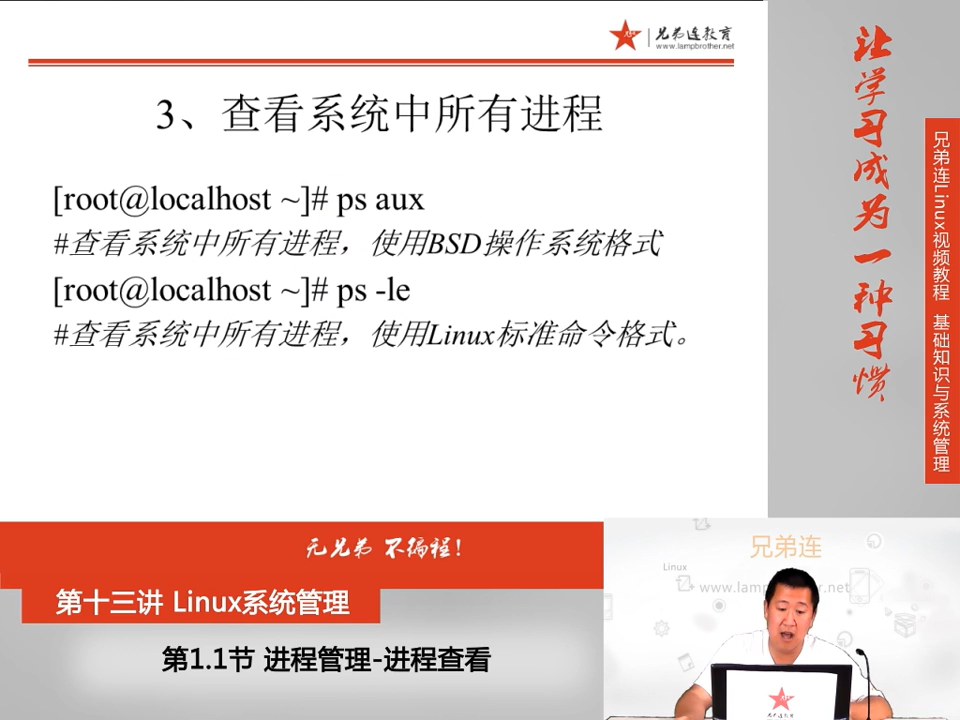 兄弟连教育
www.lampbrother.net
3、查看系统中所有进程
[root@localhost ~]# ps aux
#查看系统中所有进程，使用BSD操作系统格式
[root@localhost ~]# ps -le
#查看系统中所有进程，使用Linux标准命令格式。
让学习成为一种习惯
兄弟连Linux视频教程 基础知识与系统管理
无兄弟 不编程!
第十三讲 Linux系统管理
第1.1节 进程管理-进程查看
兄弟连
Linux
兄弟连教育